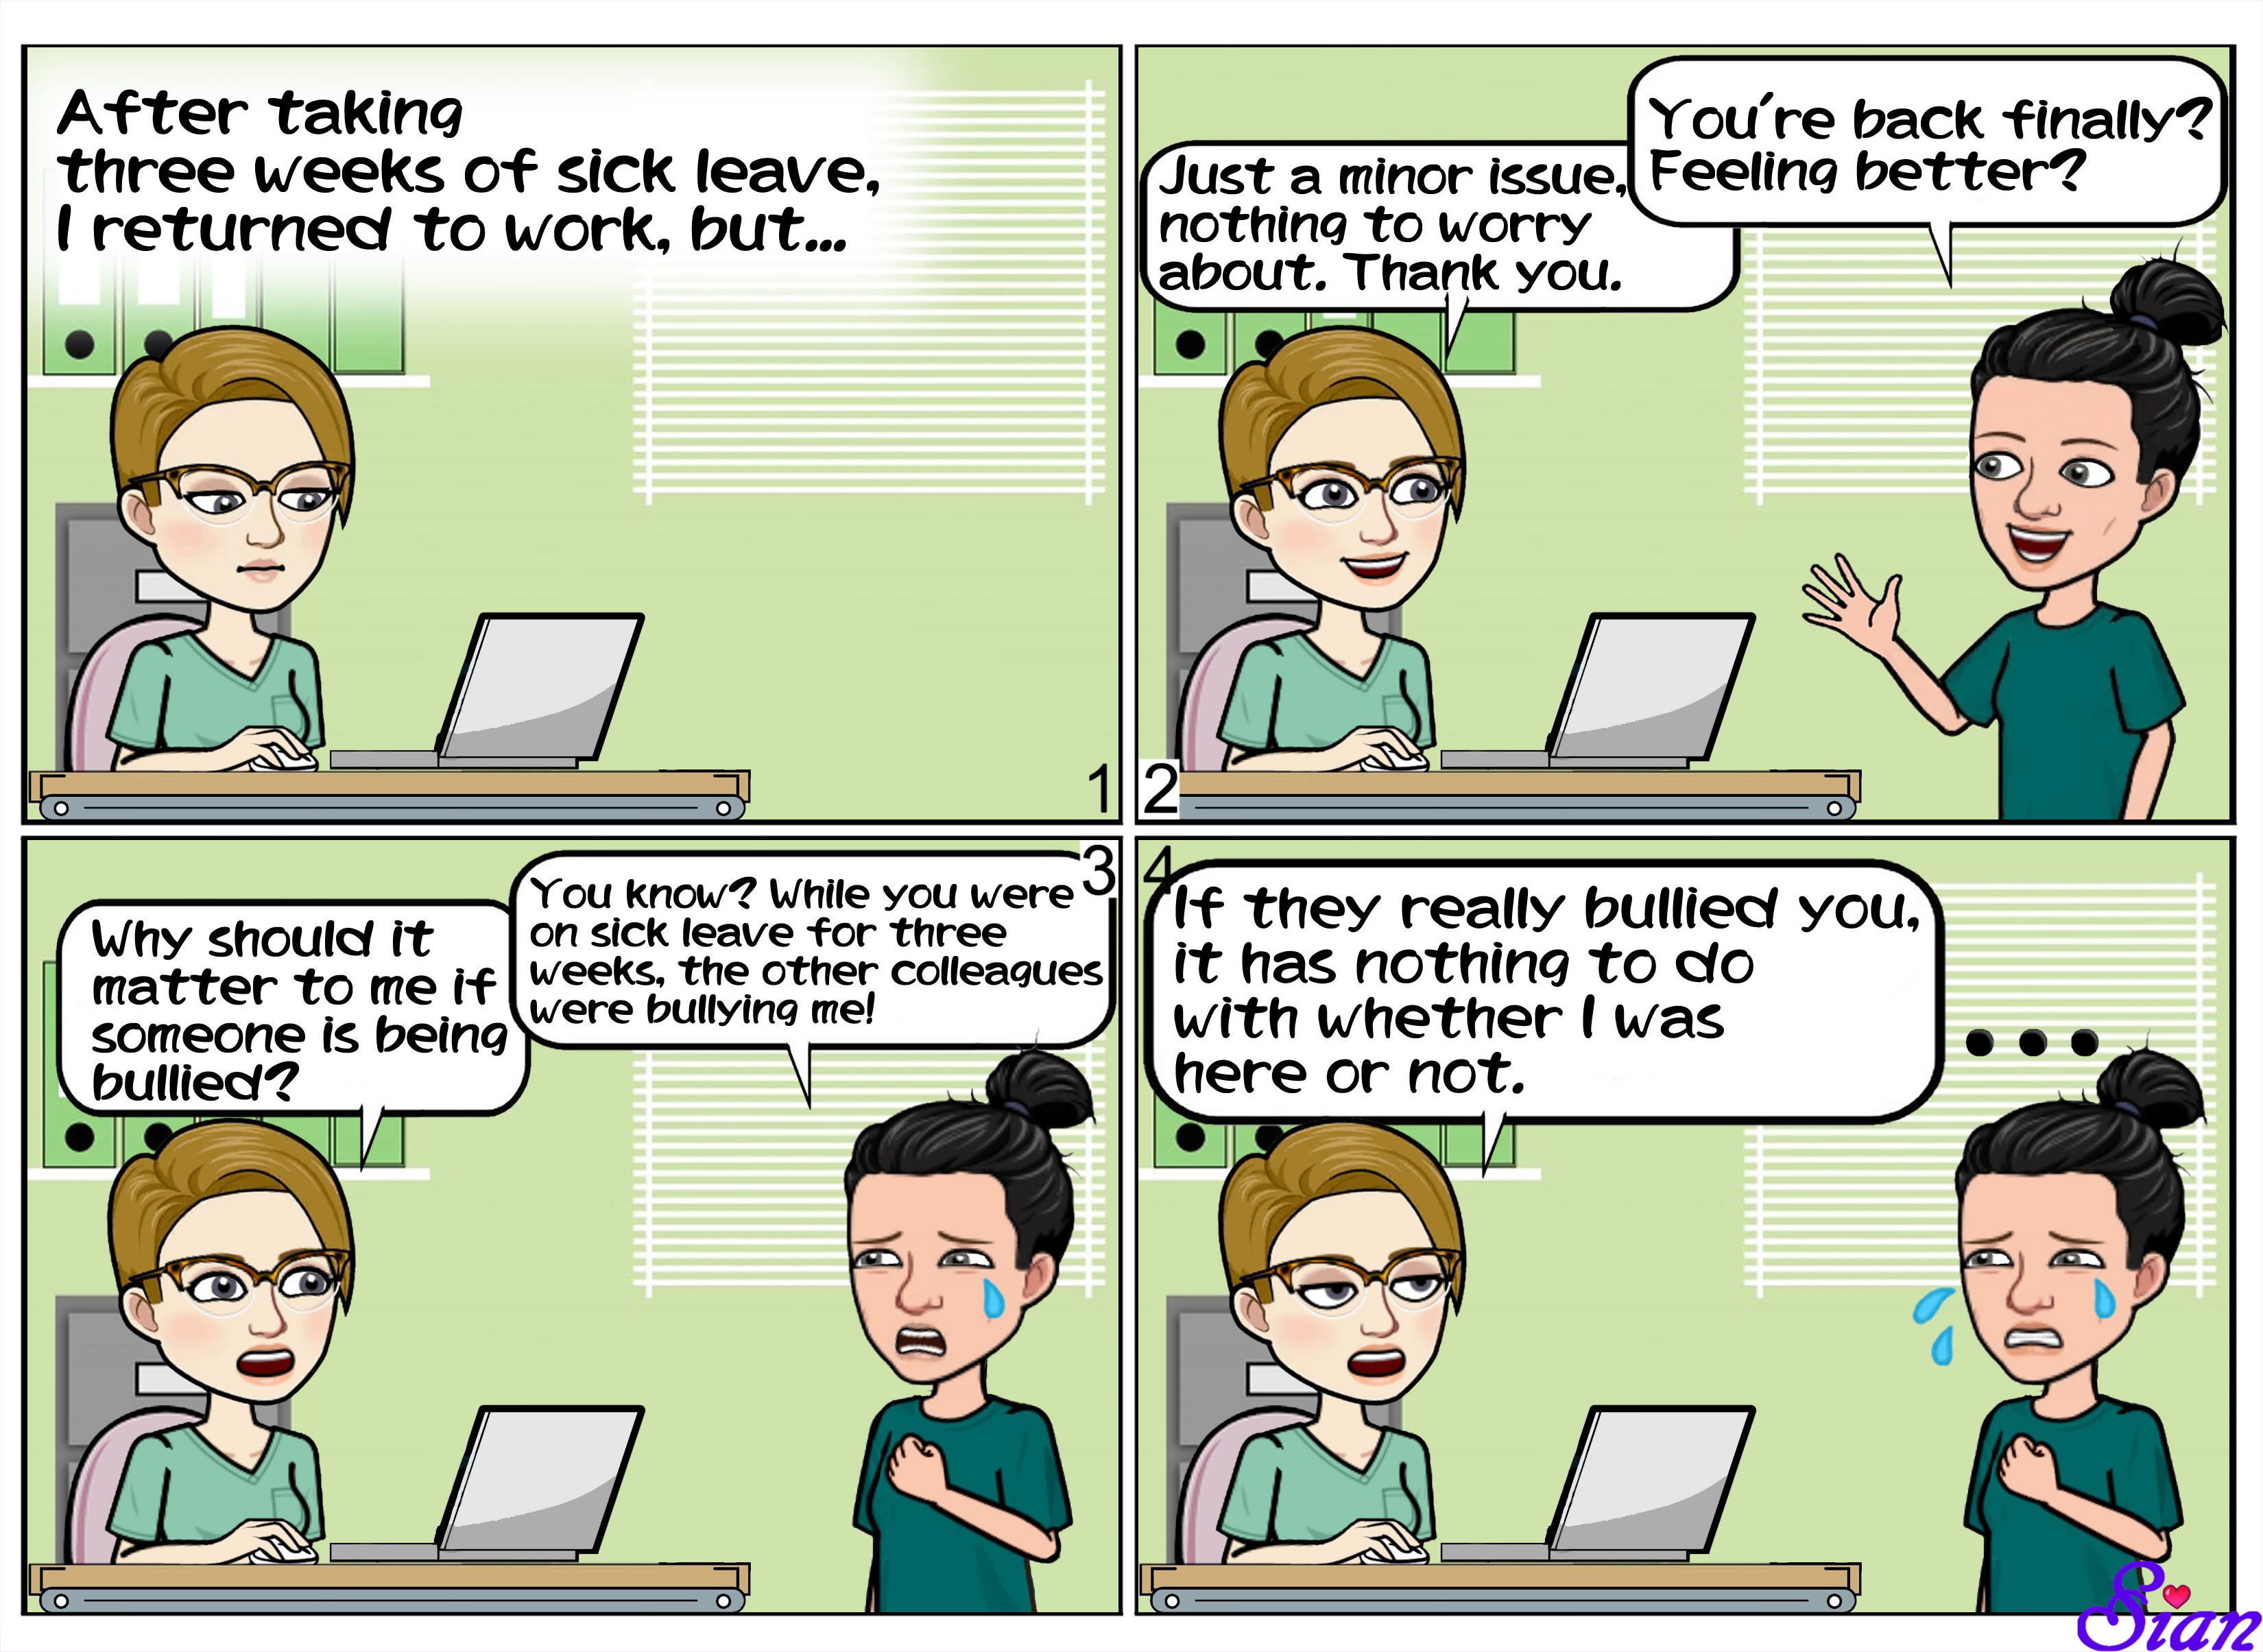 After taking
three weeks of sick leave,
I returned to work, but...
1
You're back finally?
Feeling better?
Just a minor issue,
nothing to worry
about. Thank you.
2
You know? While you were
on sick leave for three
weeks, the other colleagues
were bullying me!
Why should it
matter to me if
someone is being
bullied?
3
4
If they really bullied you,
it has nothing to do
with whether I was
here or not.
...
Sian